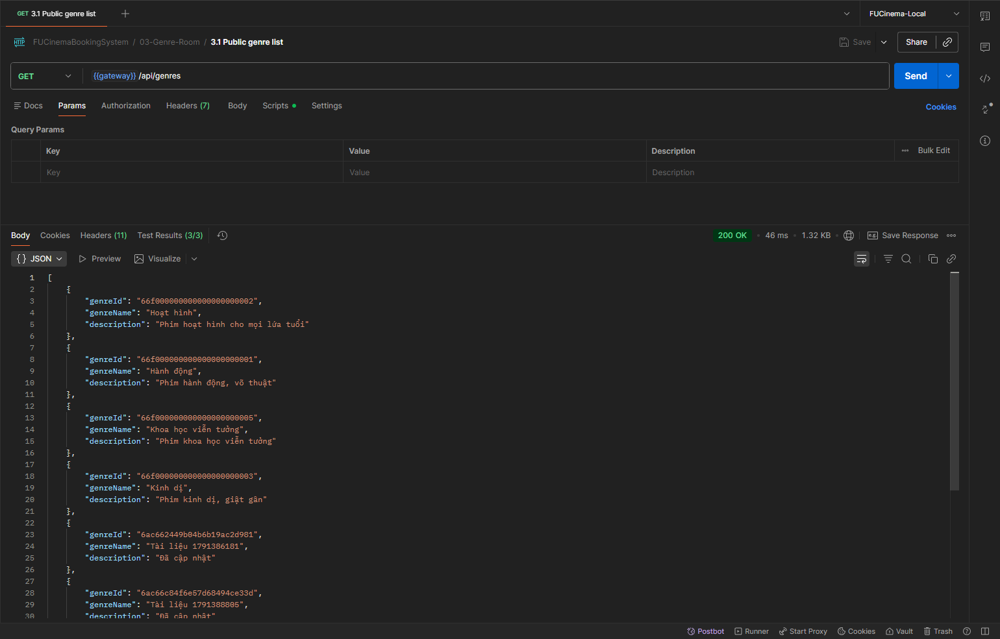 GET 3.1 Public genre list
FUCinema-Local
HTTP FUCinemaBookingSystem / 03-Genre-Room / 3.1 Public genre list
Save
Share
GET
{{gateway}} /api/genres
Send
Docs Params Authorization Headers (7) Body Scripts Settings
Cookies
Query Params
Key Value Description Bulk Edit
Key Value Description
Body Cookies Headers (11) Test Results (3/3)
200 OK • 46 ms • 1.32 KB • e.g. Save Response
{} JSON Preview Visualize
1 [
2 {
3 "genreId": "66f000000000000000000002",
4 "genreName": "Hoạt hình",
5 "description": "Phim hoạt hình cho mọi lứa tuổi"
6 },
7 {
8 "genreId": "66f000000000000000000001",
9 "genreName": "Hành động",
10 "description": "Phim hành động, võ thuật"
11 },
12 {
13 "genreId": "66f000000000000000000005",
14 "genreName": "Khoa học viễn tưởng",
15 "description": "Phim khoa học viễn tưởng"
16 },
17 {
18 "genreId": "66f000000000000000000003",
19 "genreName": "Kinh dị",
20 "description": "Phim kinh dị, giật gân"
21 },
22 {
23 "genreId": "6ac662449b04b6b19ac2d981",
24 "genreName": "Tài liệu 1791386181",
25 "description": "Đã cập nhật"
26 },
27 {
28 "genreId": "6ac66c84f6e57d68494ce33d",
29 "genreName": "Tài liệu 1791388805",
30 "description": "Đã cập nhật"
Postbot Runner Start Proxy Cookies Vault Trash